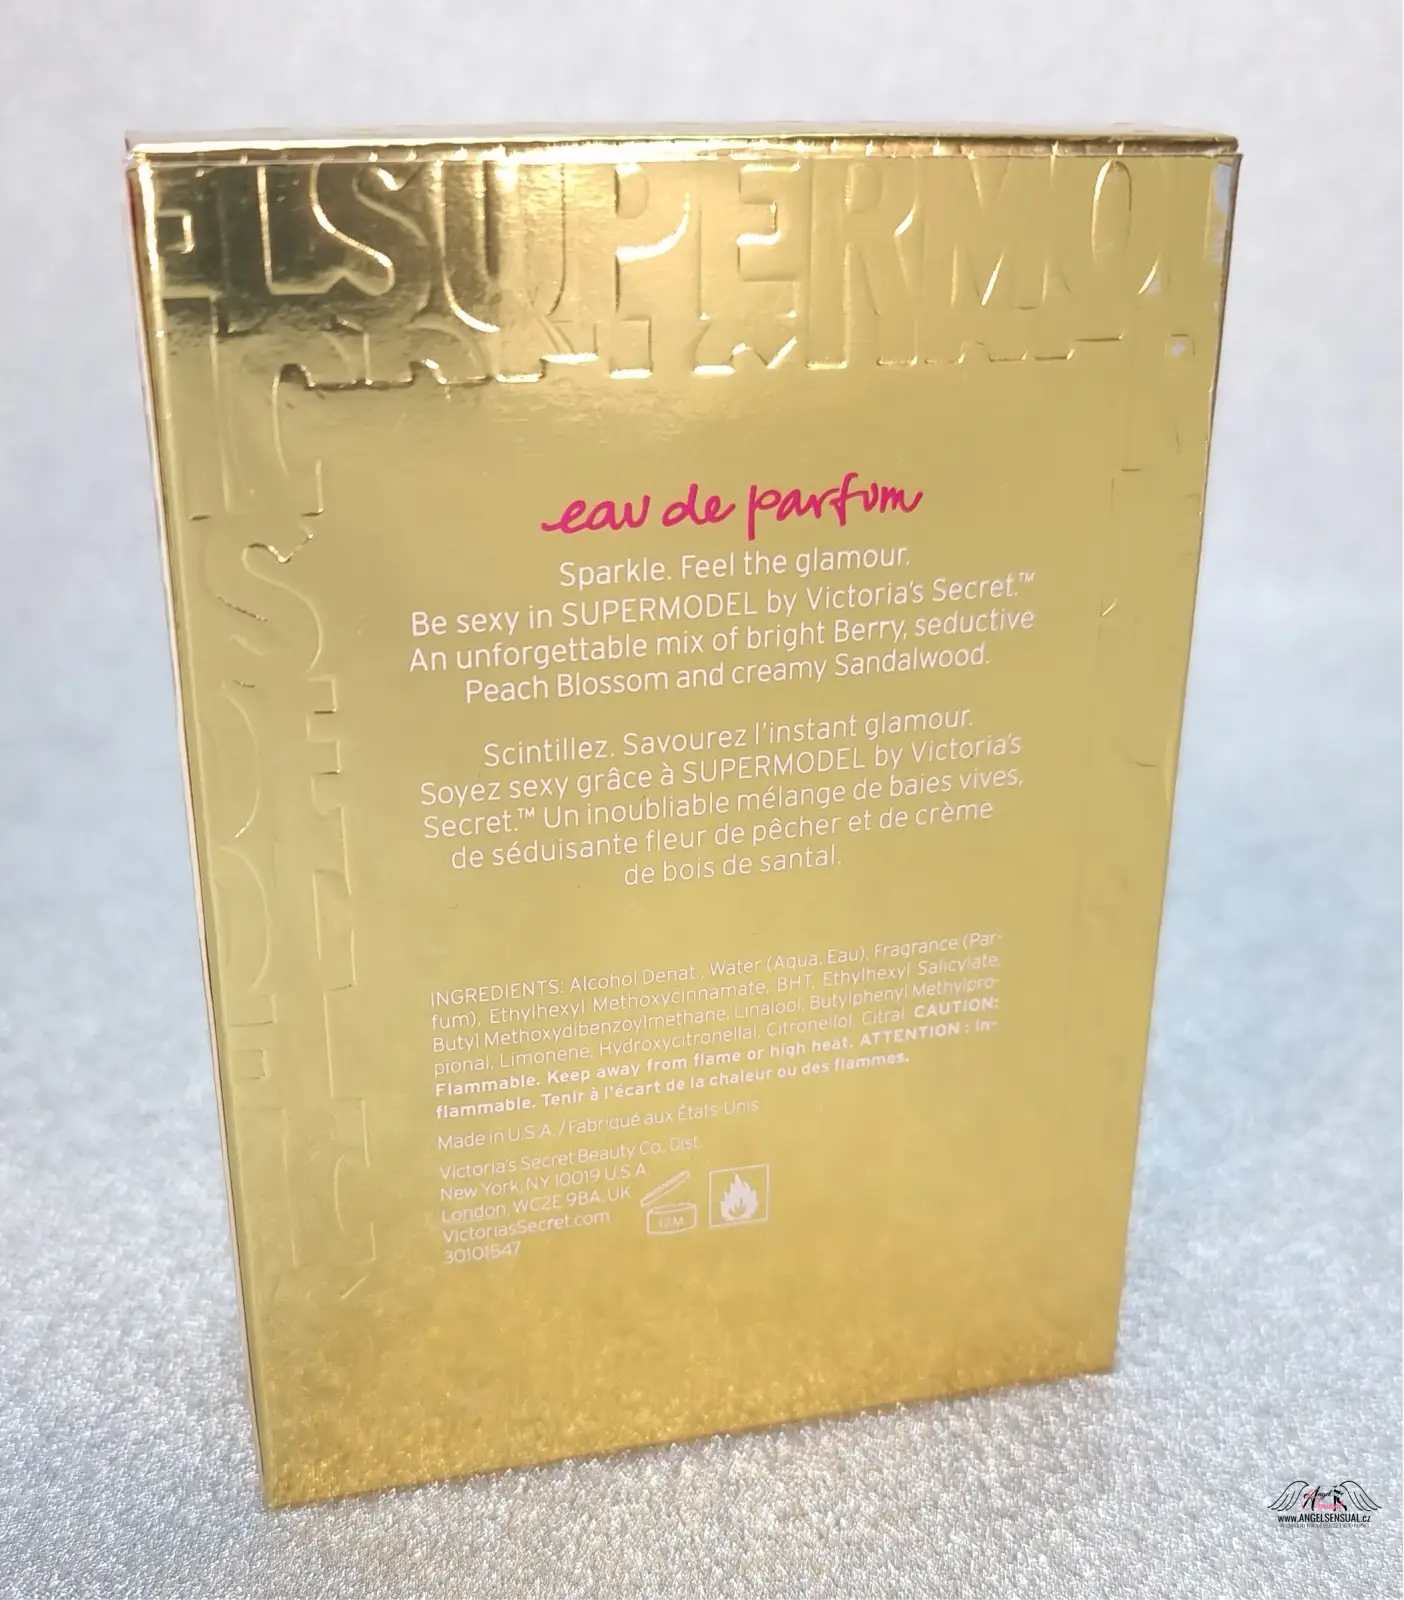 ELSUPERMO
eau de parfum
Sparkle. Feel the glamour.
Be sexy in SUPERMODEL by Victoria's Secret.™
An unforgettable mix of bright Berry, seductive
Peach Blossom and creamy Sandalwood.
Scintillez. Savourez l'instant glamour.
Soyez sexy grâce à SUPERMODEL by Victoria's
Secret.™ Un inoubliable mélange de baies vives,
de séduisante fleur de pêcher et de crème
de bois de santal.
INGREDIENTS: Alcohol Denat., Water (Aqua, Eau), Fragrance (Par-
fum), Ethylhexyl Methoxycinnamate, BHT, Ethylhexyl Salicylate,
Butyl Methoxydibenzoylmethane, Linalool, Butylphenyl Methylpro-
pional, Limonene, Hydroxycitronellal, Citronellol, Citral. CAUTION:
Flammable. Keep away from flame or high heat. ATTENTION : In-
flammable. Tenir à l'écart de la chaleur ou des flammes.
Made in U.S.A. / Fabriqué aux États-Unis
Victoria's Secret Beauty Co., Dist.
New York, NY 10019 U.S.A.
London, WC2E 9BA, UK
VictoriasSecret.com
30101547
12M
Angel
www.ANGELSENSUAL.cz